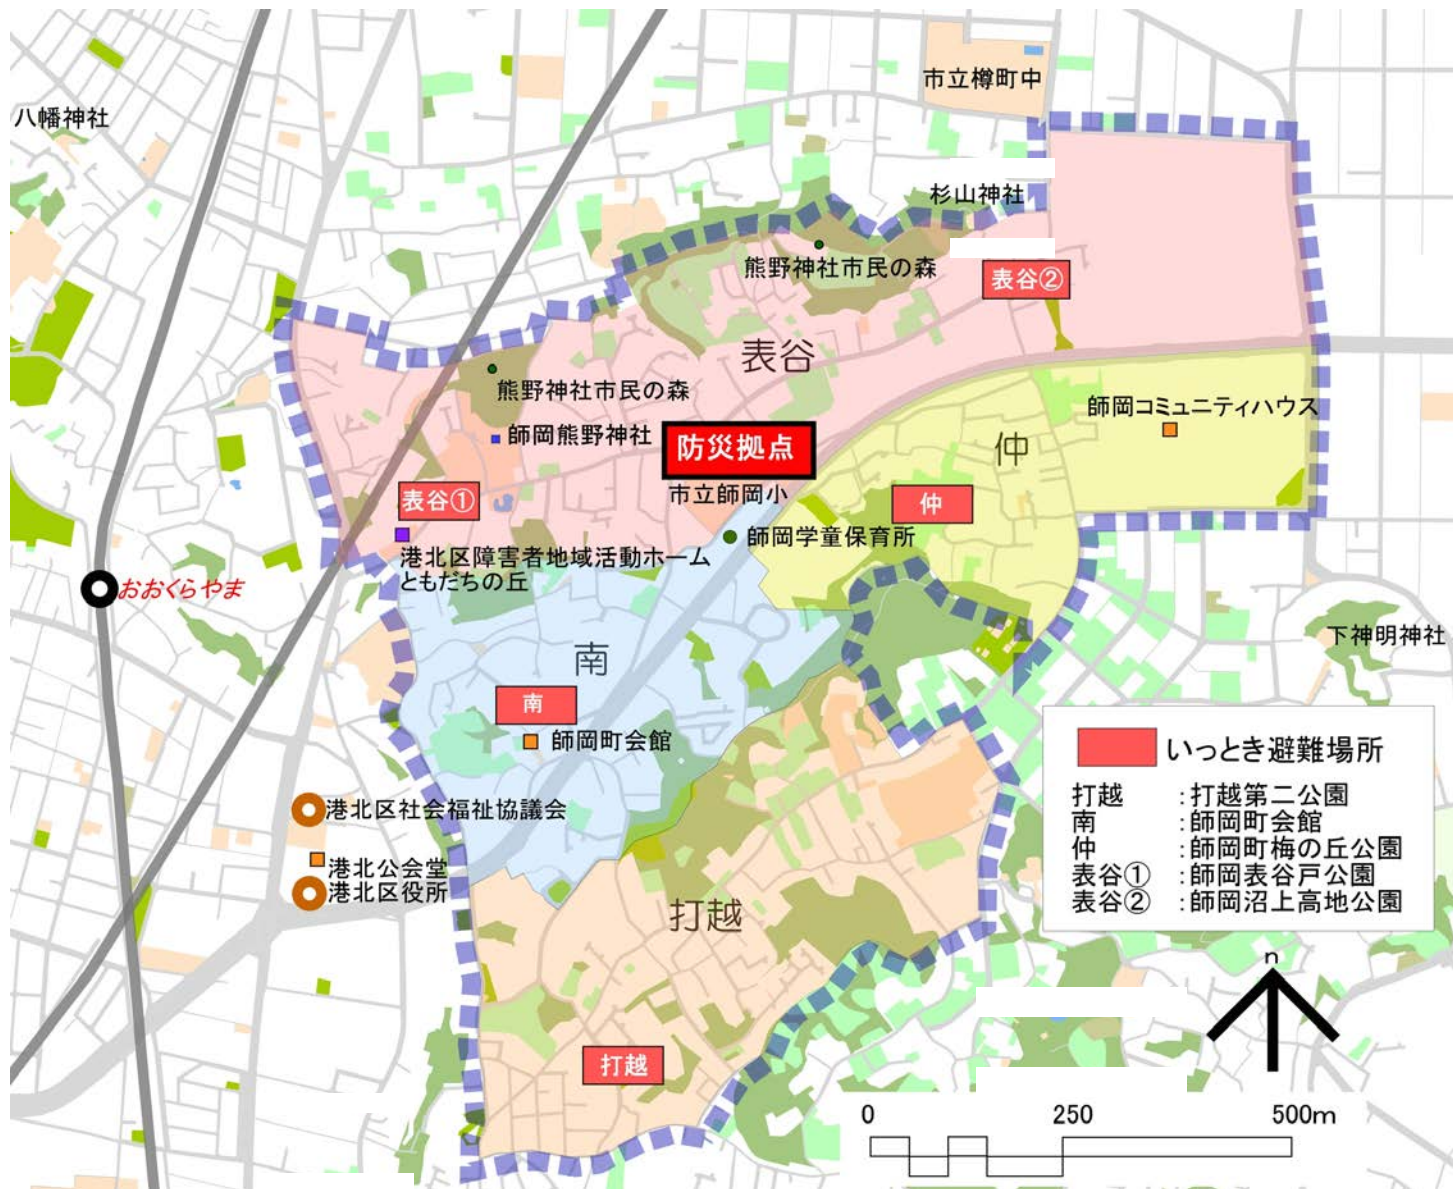 市立樽町中
八幡神社
杉山神社
熊野神社市民の森
表谷②
表谷
熊野神社市民の森
師岡コミュニティハウス
師岡熊野神社
防災拠点
仲
市立師岡小
表谷①
仲
師岡学童保育所
港北区障害者地域活動ホーム
ともだちの丘
おおくらやま
下神明神社
南
南
師岡町会館
港北区社会福祉協議会
港北公会堂
港北区役所
打越
打越
いっとき避難場所
打越 :打越第二公園
南 :師岡町会館
仲 :師岡町梅の丘公園
表谷① :師岡表谷戸公園
表谷② :師岡沼上高地公園
n
0 250 500m